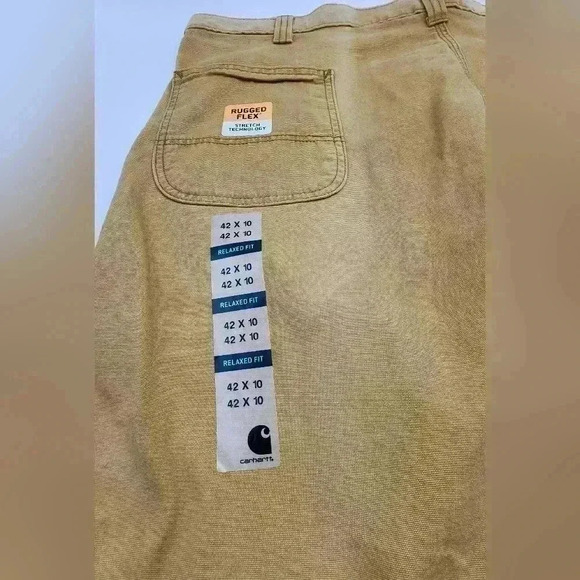 RUGGED
FLEX
STRETCH
TECHNOLOGY
42 X 10
42 X 10
RELAXED FIT
42 X 10
42 X 10
RELAXED FIT
42 X 10
42 X 10
RELAXED FIT
42 X 10
42 X 10
carhartt